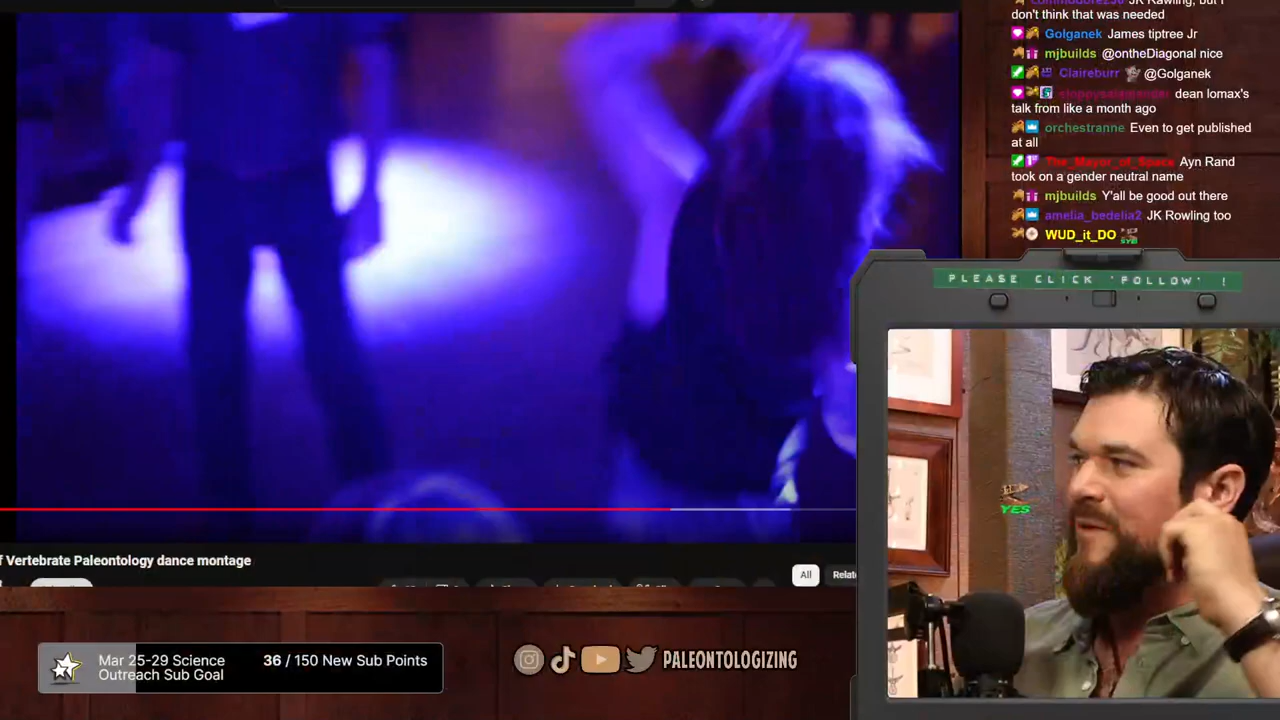 don't think that was needed
Golganek James tiptree Jr
mjbuilds @ontheDiagonal nice
Claireburr @Golganek
sloppysalamander dean lomax's
talk from like a month ago
orchestranne Even to get published
at all
The_Mayor_of_Space Ayn Rand
took on a gender neutral name
mjbuilds Y'all be good out there
amelia_bedelia2 JK Rowling too
WUD_it_DO
PLEASE CLICK 'FOLLOW' !
YES
f Vertebrate Paleontology dance montage
All Relate
Mar 25-29 Science
Outreach Sub Goal
36 / 150 New Sub Points
PALEONTOLOGIZING